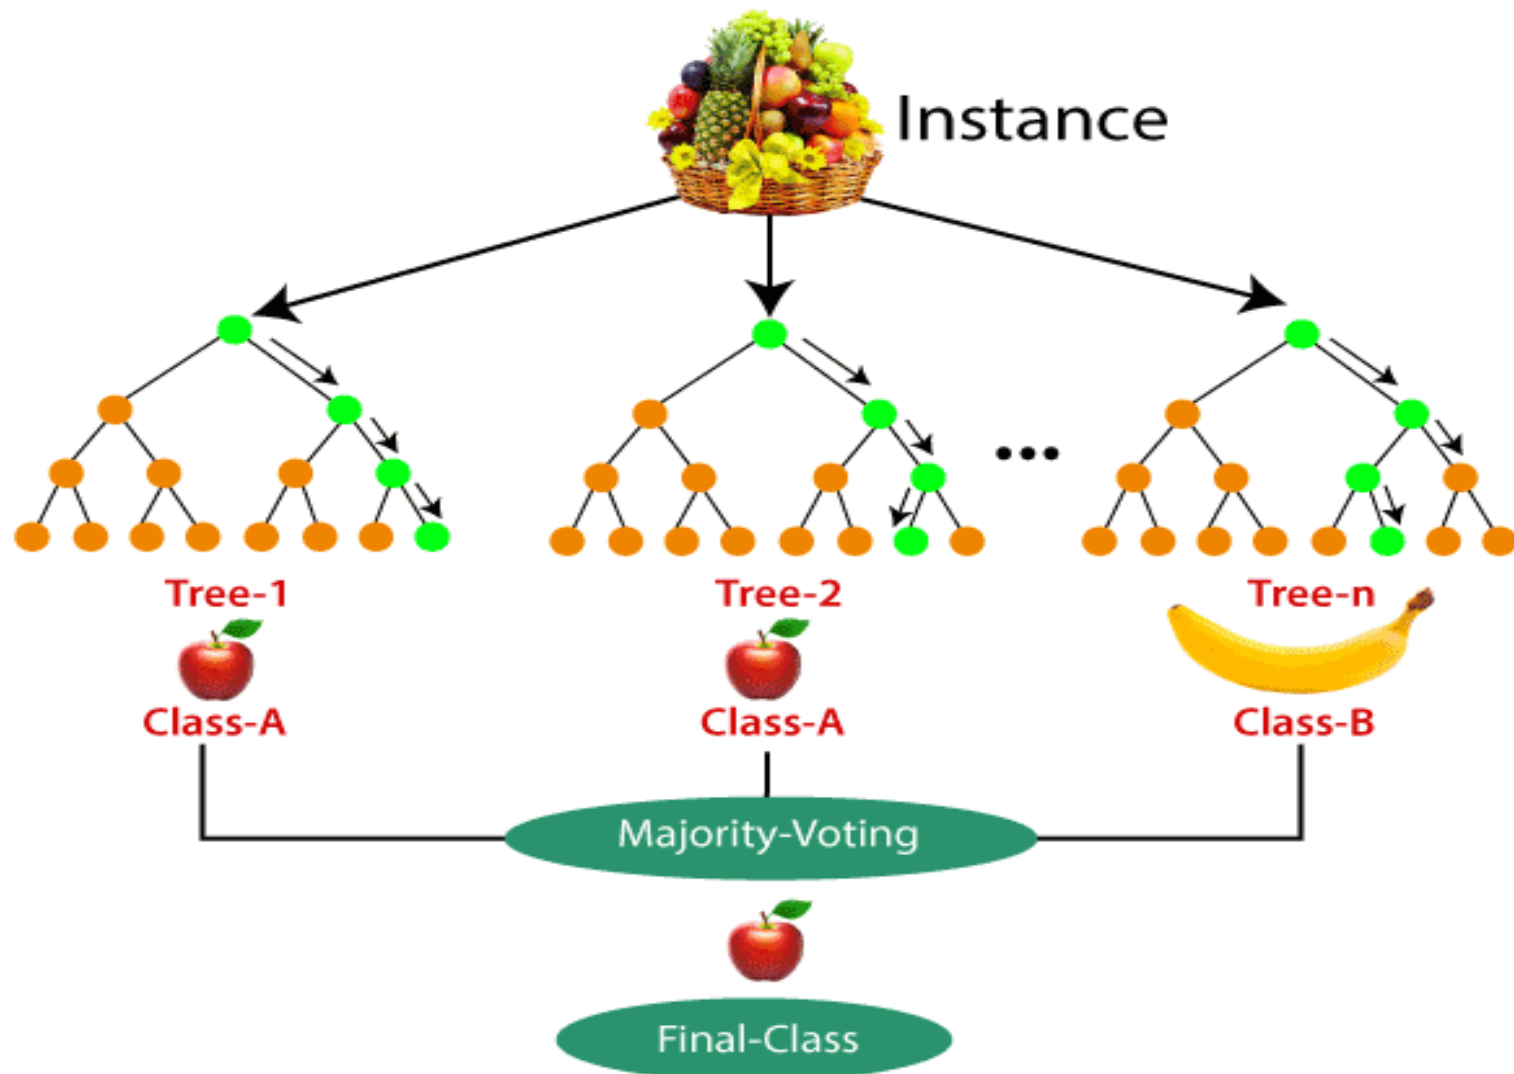 Instance
Tree-1
Tree-2
Tree-n
Class-A
Class-A
Class-B
Majority-Voting
Final-Class